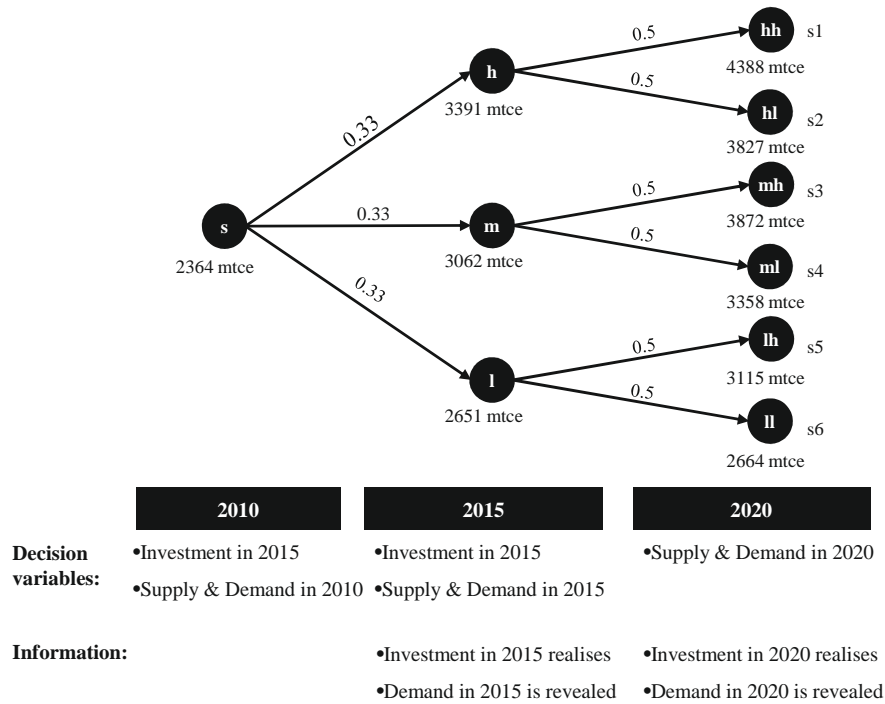 0.5
hh
s1
h
4388 mtce
0.5
3391 mtce
hl
s2
0.33
3827 mtce
0.5
mh
s3
s
0.33
m
3872 mtce
2364 mtce
3062 mtce
0.5
ml
s4
0.33
3358 mtce
0.5
lh
s5
l
3115 mtce
2651 mtce
0.5
ll
s6
2664 mtce
2010
2015
2020
Decision variables:
•Investment in 2015
•Supply & Demand in 2010
•Investment in 2015
•Supply & Demand in 2015
•Supply & Demand in 2020
Information:
•Investment in 2015 realises
•Demand in 2015 is revealed
•Investment in 2020 realises
•Demand in 2020 is revealed